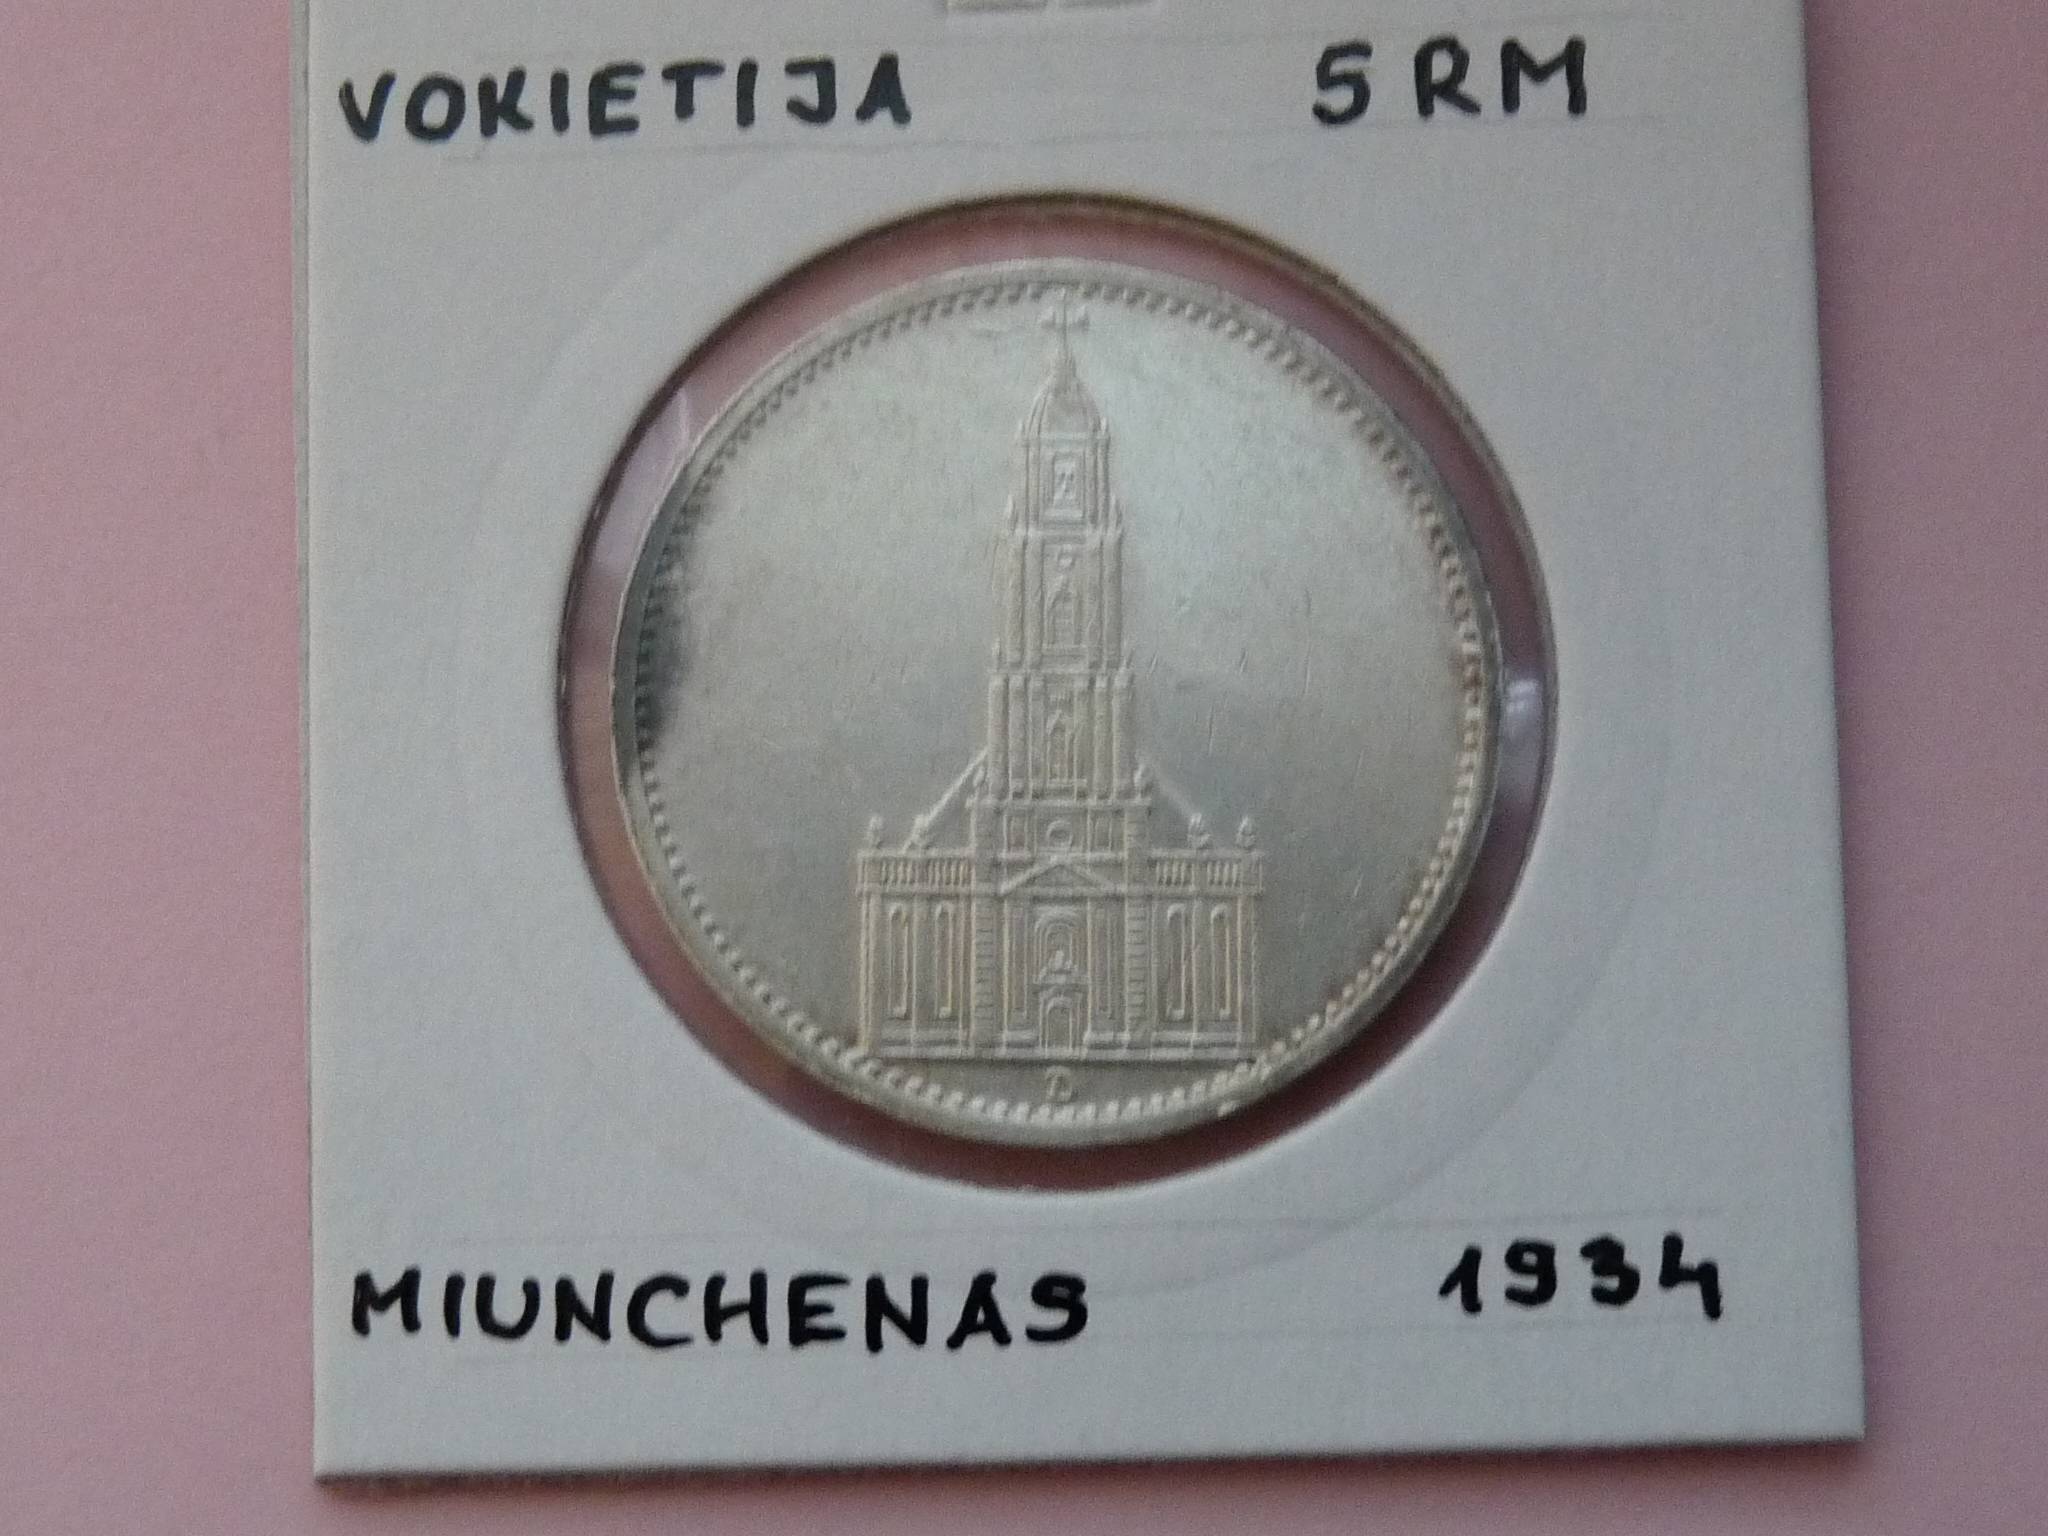 VOKIETIJA 5 RM
D
MIUNCHENAS 1934